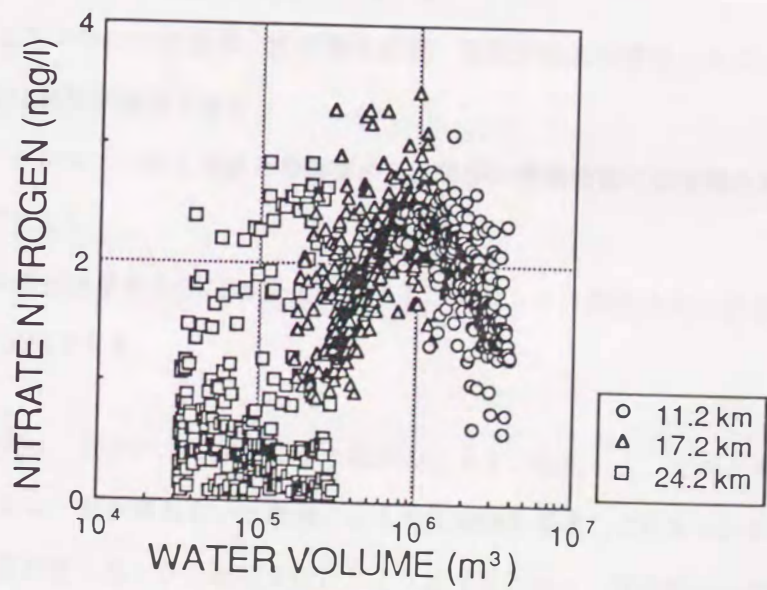 4
2
0
NITRATE NITROGEN (mg/l)
10⁴ 10⁵ 10⁶ 10⁷
WATER VOLUME (m³)
○ 11.2 km
△ 17.2 km
□ 24.2 km